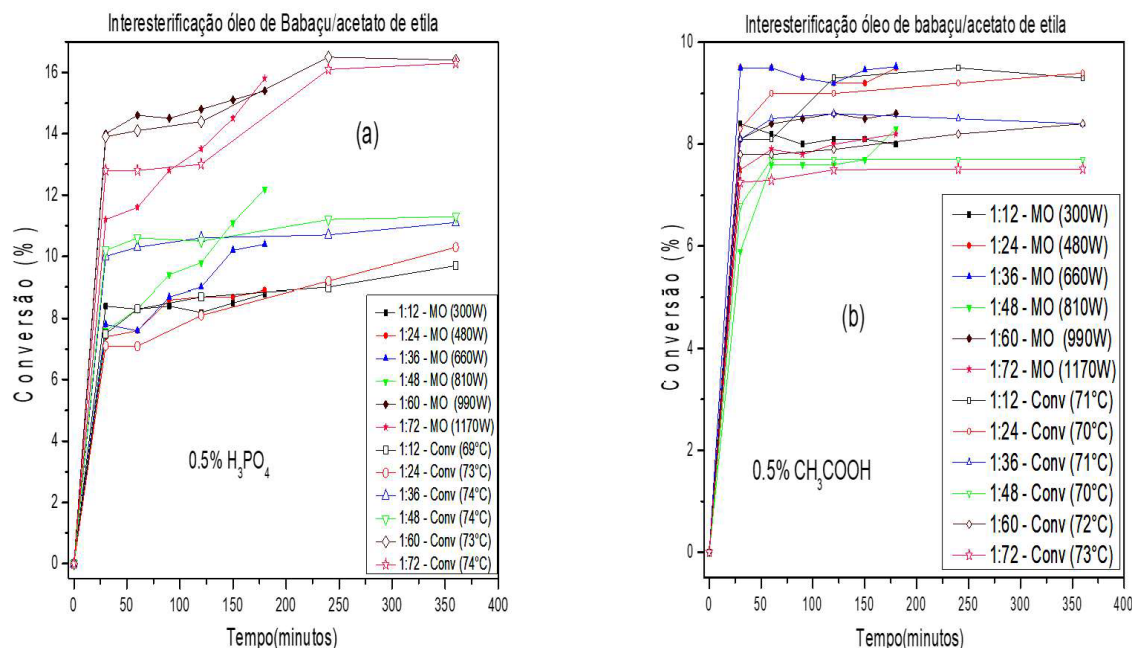 Interesterificação óleo de Babaçu/acetato de etila
16
14
12
10
8
6
4
2
0
Conversão (%)
(a)
0.5% H₃PO₄
1:12 - MO (300W)
1:24 - MO (480W)
1:36 - MO (660W)
1:48 - MO (810W)
1:60 - MO (990W)
1:72 - MO (1170W)
1:12 - Conv (69°C)
1:24 - Conv (73°C)
1:36 - Conv (74°C)
1:48 - Conv (74°C)
1:60 - Conv (73°C)
1:72 - Conv (74°C)
0 50 100 150 200 250 300 350 400
Tempo(minutos)
Interesterificação óleo de babaçu/acetato de etila
10
8
6
4
2
0
Conversão (%)
(b)
0.5% CH₃COOH
1:12 - MO (300W)
1:24 - MO (480W)
1:36 - MO (660W)
1:48 - MO (810W)
1:60 - MO (990W)
1:72 - MO (1170W)
1:12 - Conv (71°C)
1:24 - Conv (70°C)
1:36 - Conv (71°C)
1:48 - Conv (70°C)
1:60 - Conv (72°C)
1:72 - Conv (73°C)
0 50 100 150 200 250 300 350 400
Tempo(minutos)